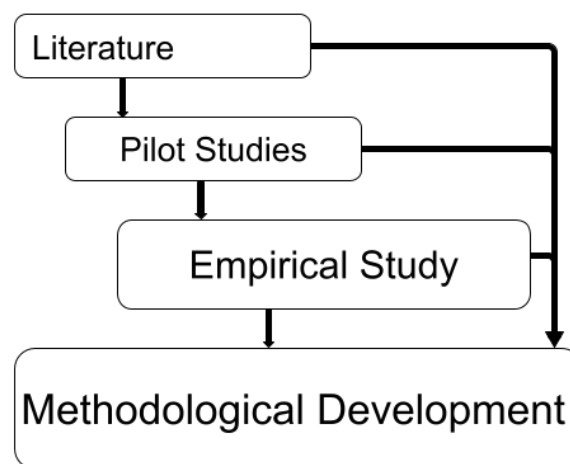 Literature
Pilot Studies
Empirical Study
Methodological Development